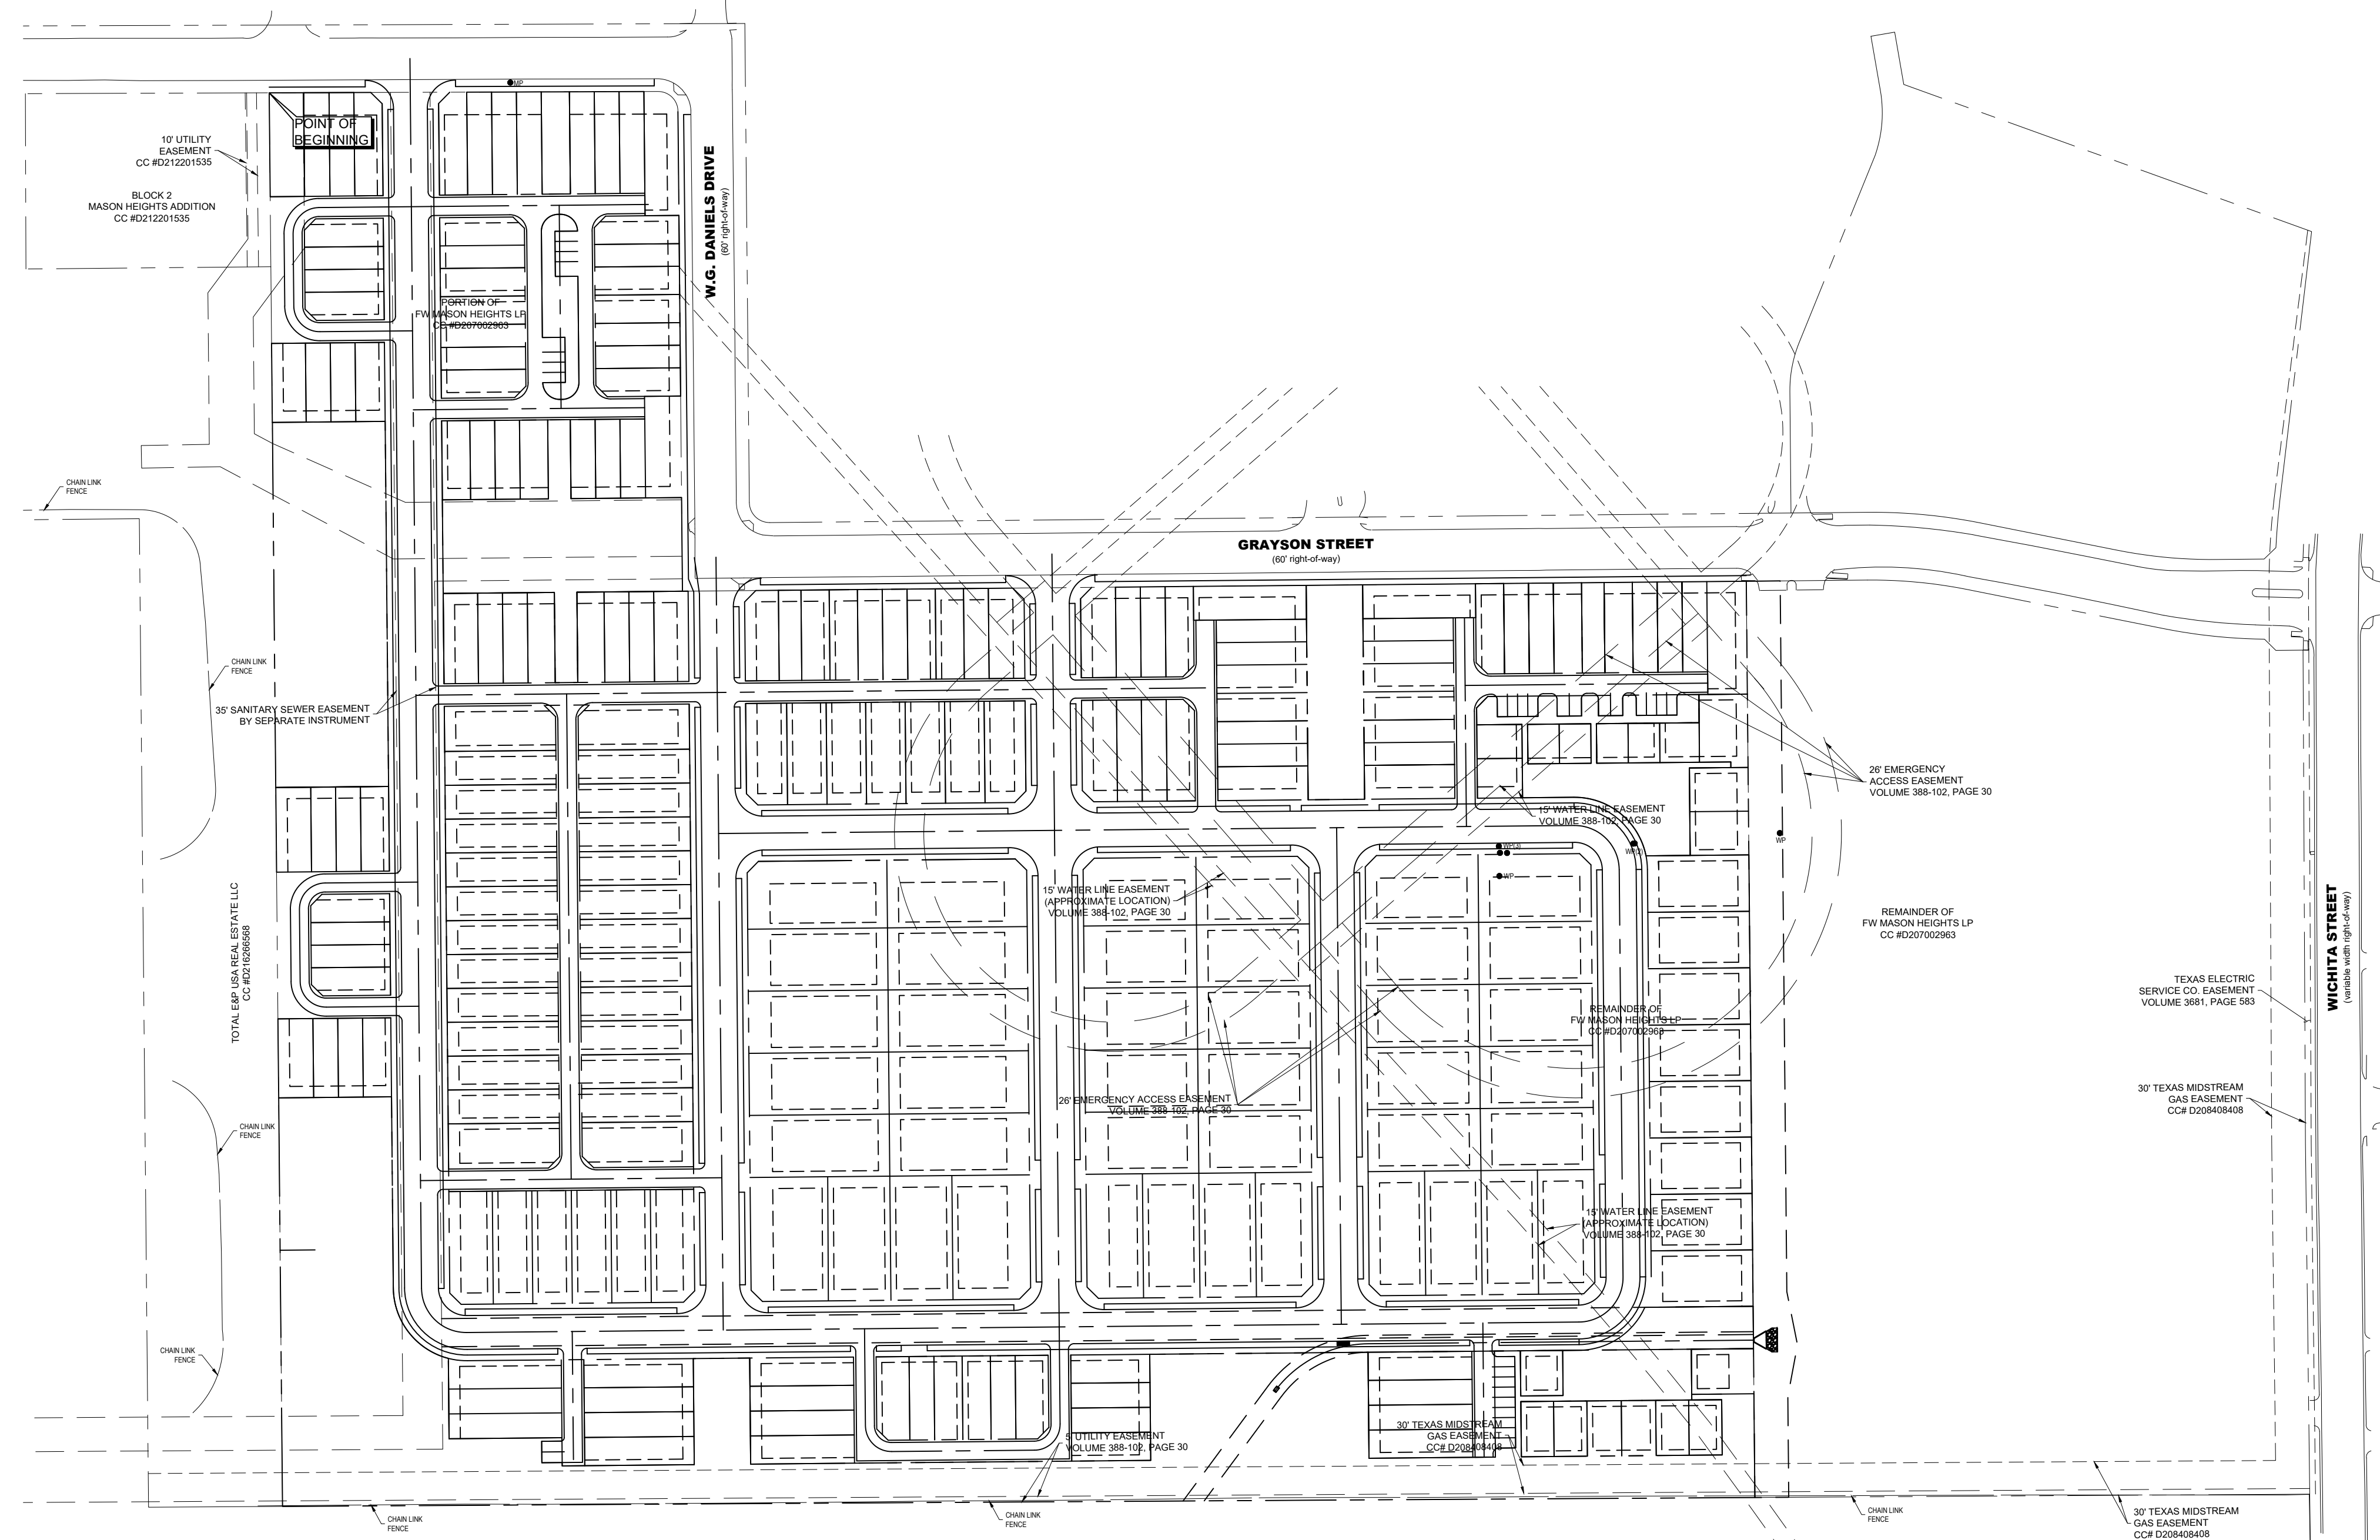 MP
POINT OF
BEGINNING
10' UTILITY
EASEMENT
CC #D212201535
BLOCK 2
MASON HEIGHTS ADDITION
CC #D212201535
W.G. DANIELS DRIVE
(60' right-of-way)
PORTION OF
FW MASON HEIGHTS LP
CC #D207002963
CHAIN LINK
FENCE
GRAYSON STREET
(60' right-of-way)
CHAIN LINK
FENCE
35' SANITARY SEWER EASEMENT
BY SEPARATE INSTRUMENT
26' EMERGENCY
ACCESS EASEMENT
VOLUME 388-102, PAGE 30
15' WATER LINE EASEMENT
VOLUME 388-102, PAGE 30
WP
WP(3)
WP(2)
WP
15' WATER LINE EASEMENT
(APPROXIMATE LOCATION)
VOLUME 388-102, PAGE 30
TOTAL E&P USA REAL ESTATE LLC
CC #D216266568
REMAINDER OF
FW MASON HEIGHTS LP
CC #D207002963
WICHITA STREET
(variable width right-of-way)
TEXAS ELECTRIC
SERVICE CO. EASEMENT
VOLUME 3681, PAGE 583
REMAINDER OF
FW MASON HEIGHTS LP
CC #D207002963
26' EMERGENCY ACCESS EASEMENT
VOLUME 388-102, PAGE 30
30' TEXAS MIDSTREAM
GAS EASEMENT
CC# D208408408
CHAIN LINK
FENCE
15' WATER LINE EASEMENT
(APPROXIMATE LOCATION)
VOLUME 388-102, PAGE 30
CHAIN LINK
FENCE
30' TEXAS MIDSTREAM
GAS EASEMENT
CC# D208408408
5' UTILITY EASEMENT
VOLUME 388-102, PAGE 30
CHAIN LINK
FENCE
CHAIN LINK
FENCE
CHAIN LINK
FENCE
30' TEXAS MIDSTREAM
GAS EASEMENT
CC# D208408408